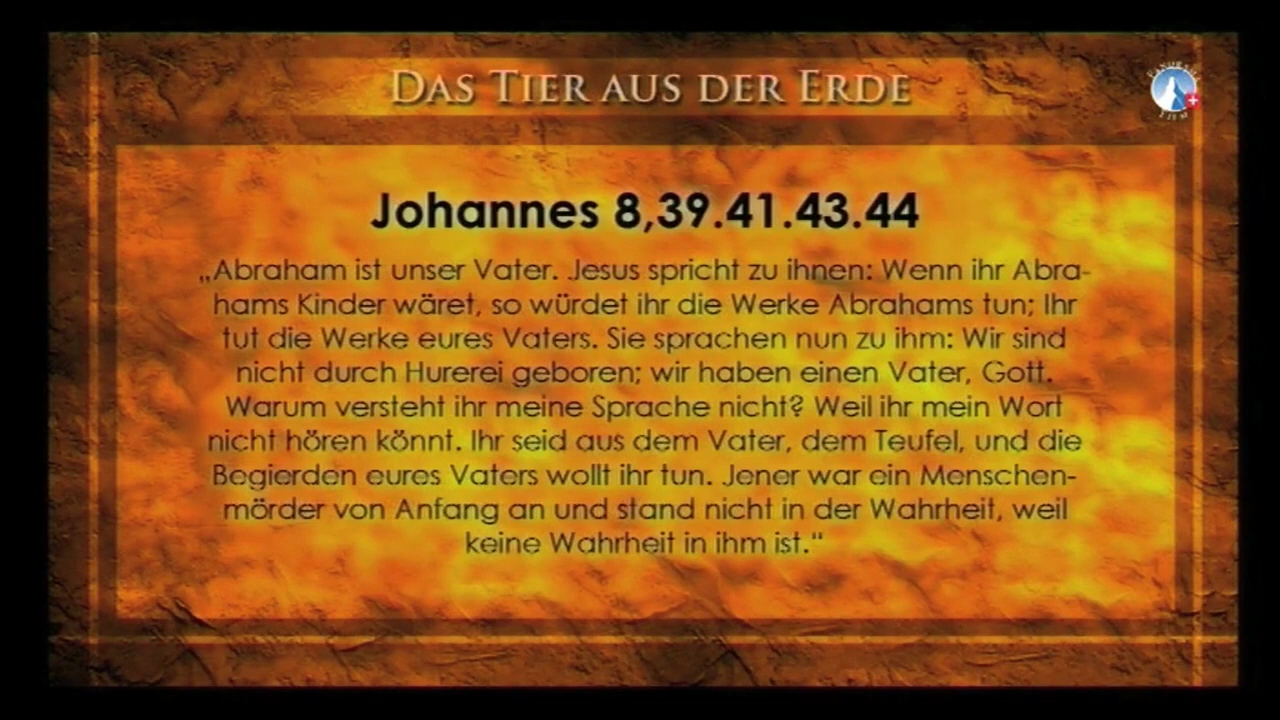 Das Tier aus der Erde
Johannes 8,39.41.43.44
„Abraham ist unser Vater. Jesus spricht zu ihnen: Wenn ihr Abra-
hams Kinder wäret, so würdet ihr die Werke Abrahams tun; Ihr
tut die Werke eures Vaters. Sie sprachen nun zu ihm: Wir sind
nicht durch Hurerei geboren; wir haben einen Vater, Gott.
Warum versteht ihr meine Sprache nicht? Weil ihr mein Wort
nicht hören könnt. Ihr seid aus dem Vater, dem Teufel, und die
Begierden eures Vaters wollt ihr tun. Jener war ein Menschen-
mörder von Anfang an und stand nicht in der Wahrheit, weil
keine Wahrheit in ihm ist.“